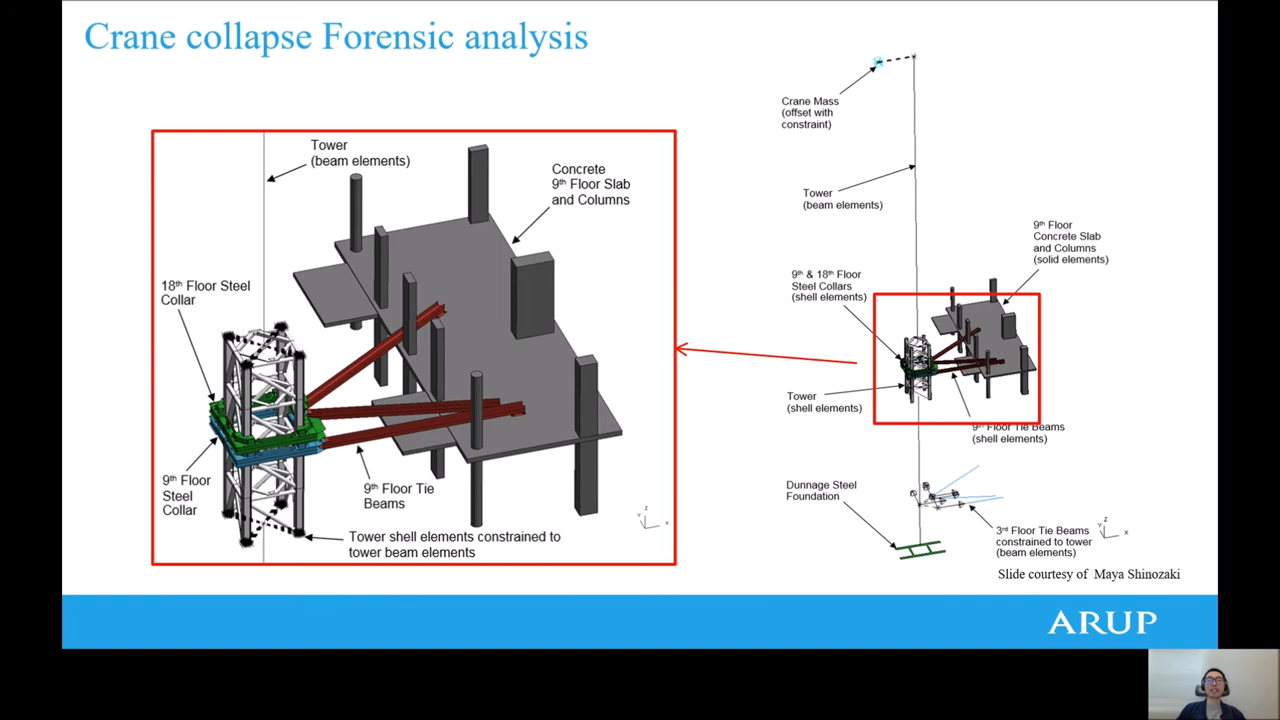 Crane collapse Forensic analysis
Tower
(beam elements)
Concrete
9th Floor Slab
and Columns
18th Floor Steel
Collar
9th Floor
Steel
Collar
9th Floor Tie
Beams
Tower shell elements constrained to
tower beam elements
Z
Y
X
Crane Mass
(offset with
constraint)
Tower
(beam elements)
9th Floor
Concrete Slab
and Columns
(solid elements)
9th & 18th Floor
Steel Collars
(shell elements)
Tower
(shell elements)
9th Floor Tie Beams
(shell elements)
Dunnage Steel
Foundation
3rd Floor Tie Beams
constrained to tower
(beam elements)
Z
Y
X
Slide courtesy of Maya Shinozaki
ARUP